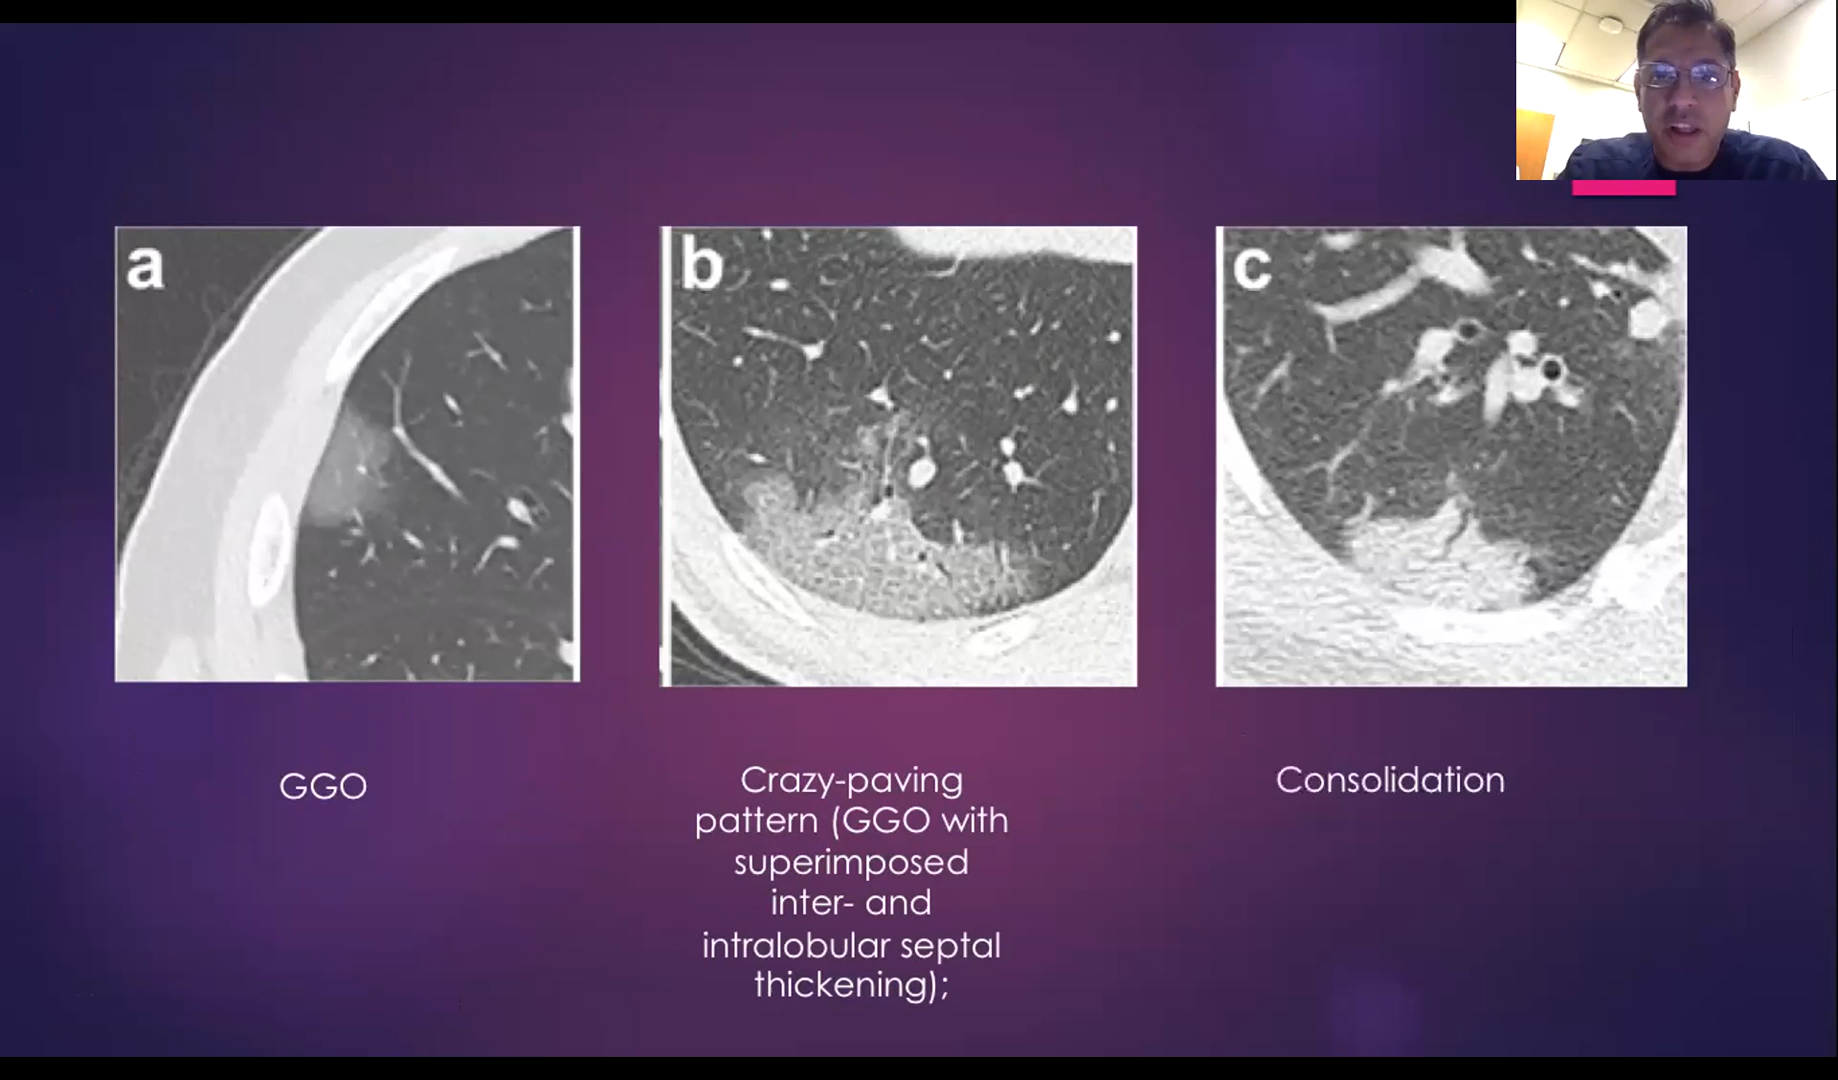 a
b
c
GGO
Crazy-paving
pattern (GGO with
superimposed
inter- and
intralobular septal
thickening);
Consolidation